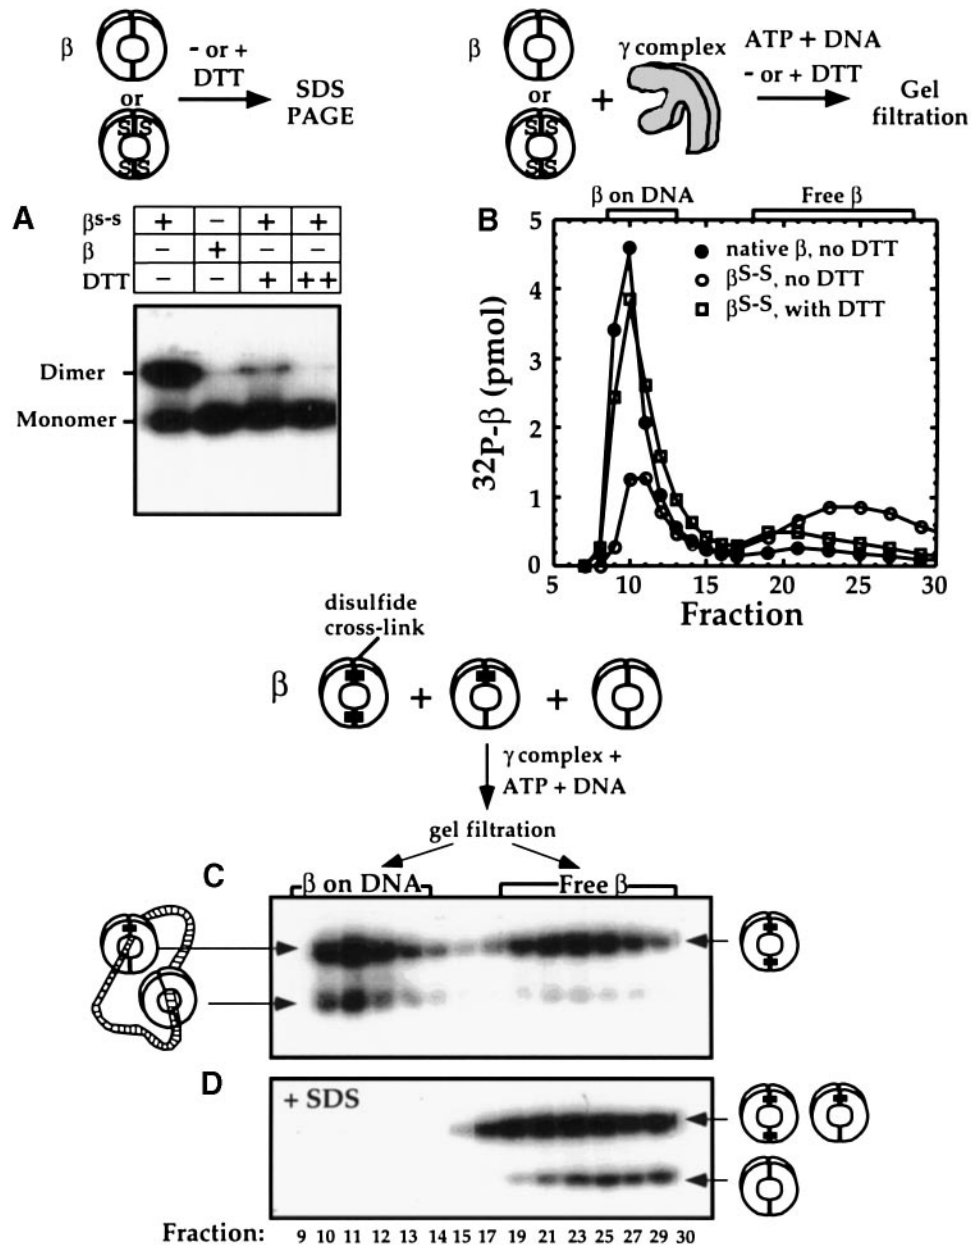 β
or
S S
S S
- or +
DTT
SDS
PAGE
β
or
S S
S S
+
γ complex
ATP + DNA
- or + DTT
Gel
filtration
A
βS-S + – + +
β – + – –
DTT – – + ++
Dimer
Monomer
B
β on DNA
Free β
native β, no DTT
βS-S, no DTT
βS-S, with DTT
32P-β (pmol)
5
4
3
2
1
0
5 10 15 20 25 30
Fraction
disulfide
cross-link
β + +
γ complex +
ATP + DNA
gel filtration
C
β on DNA
Free β
D
+ SDS
Fraction: 9 10 11 12 13 14 15 17 19 21 23 25 27 29 30